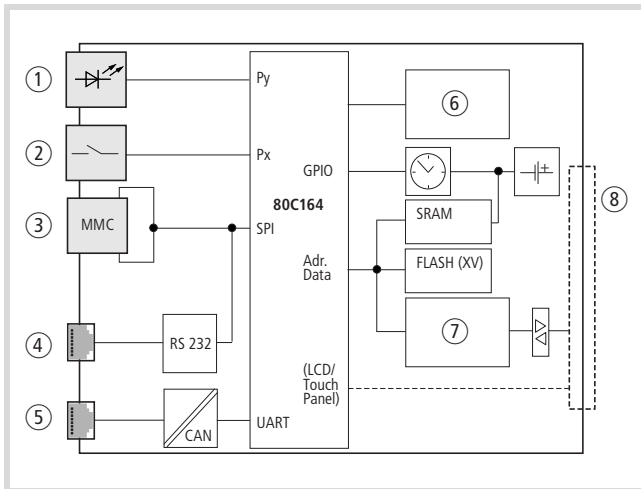 1
Py
6
2
Px
GPIO
+
8
80C164
3
MMC
SPI
SRAM
Adr.
Data
FLASH (XV)
7
4
RS 232
(LCD/
Touch
Panel)
5
CAN
UART